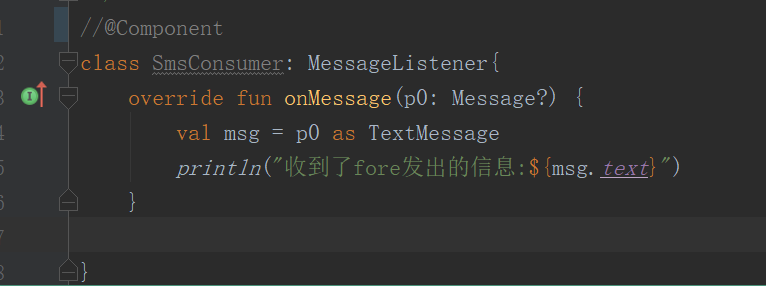 1 //@Component
2 class SmsConsumer: MessageListener{
3 override fun onMessage(p0: Message?) {
4 val msg = p0 as TextMessage
5 println("收到了fore发出的信息:${msg.text}")
6 }
7
8 }